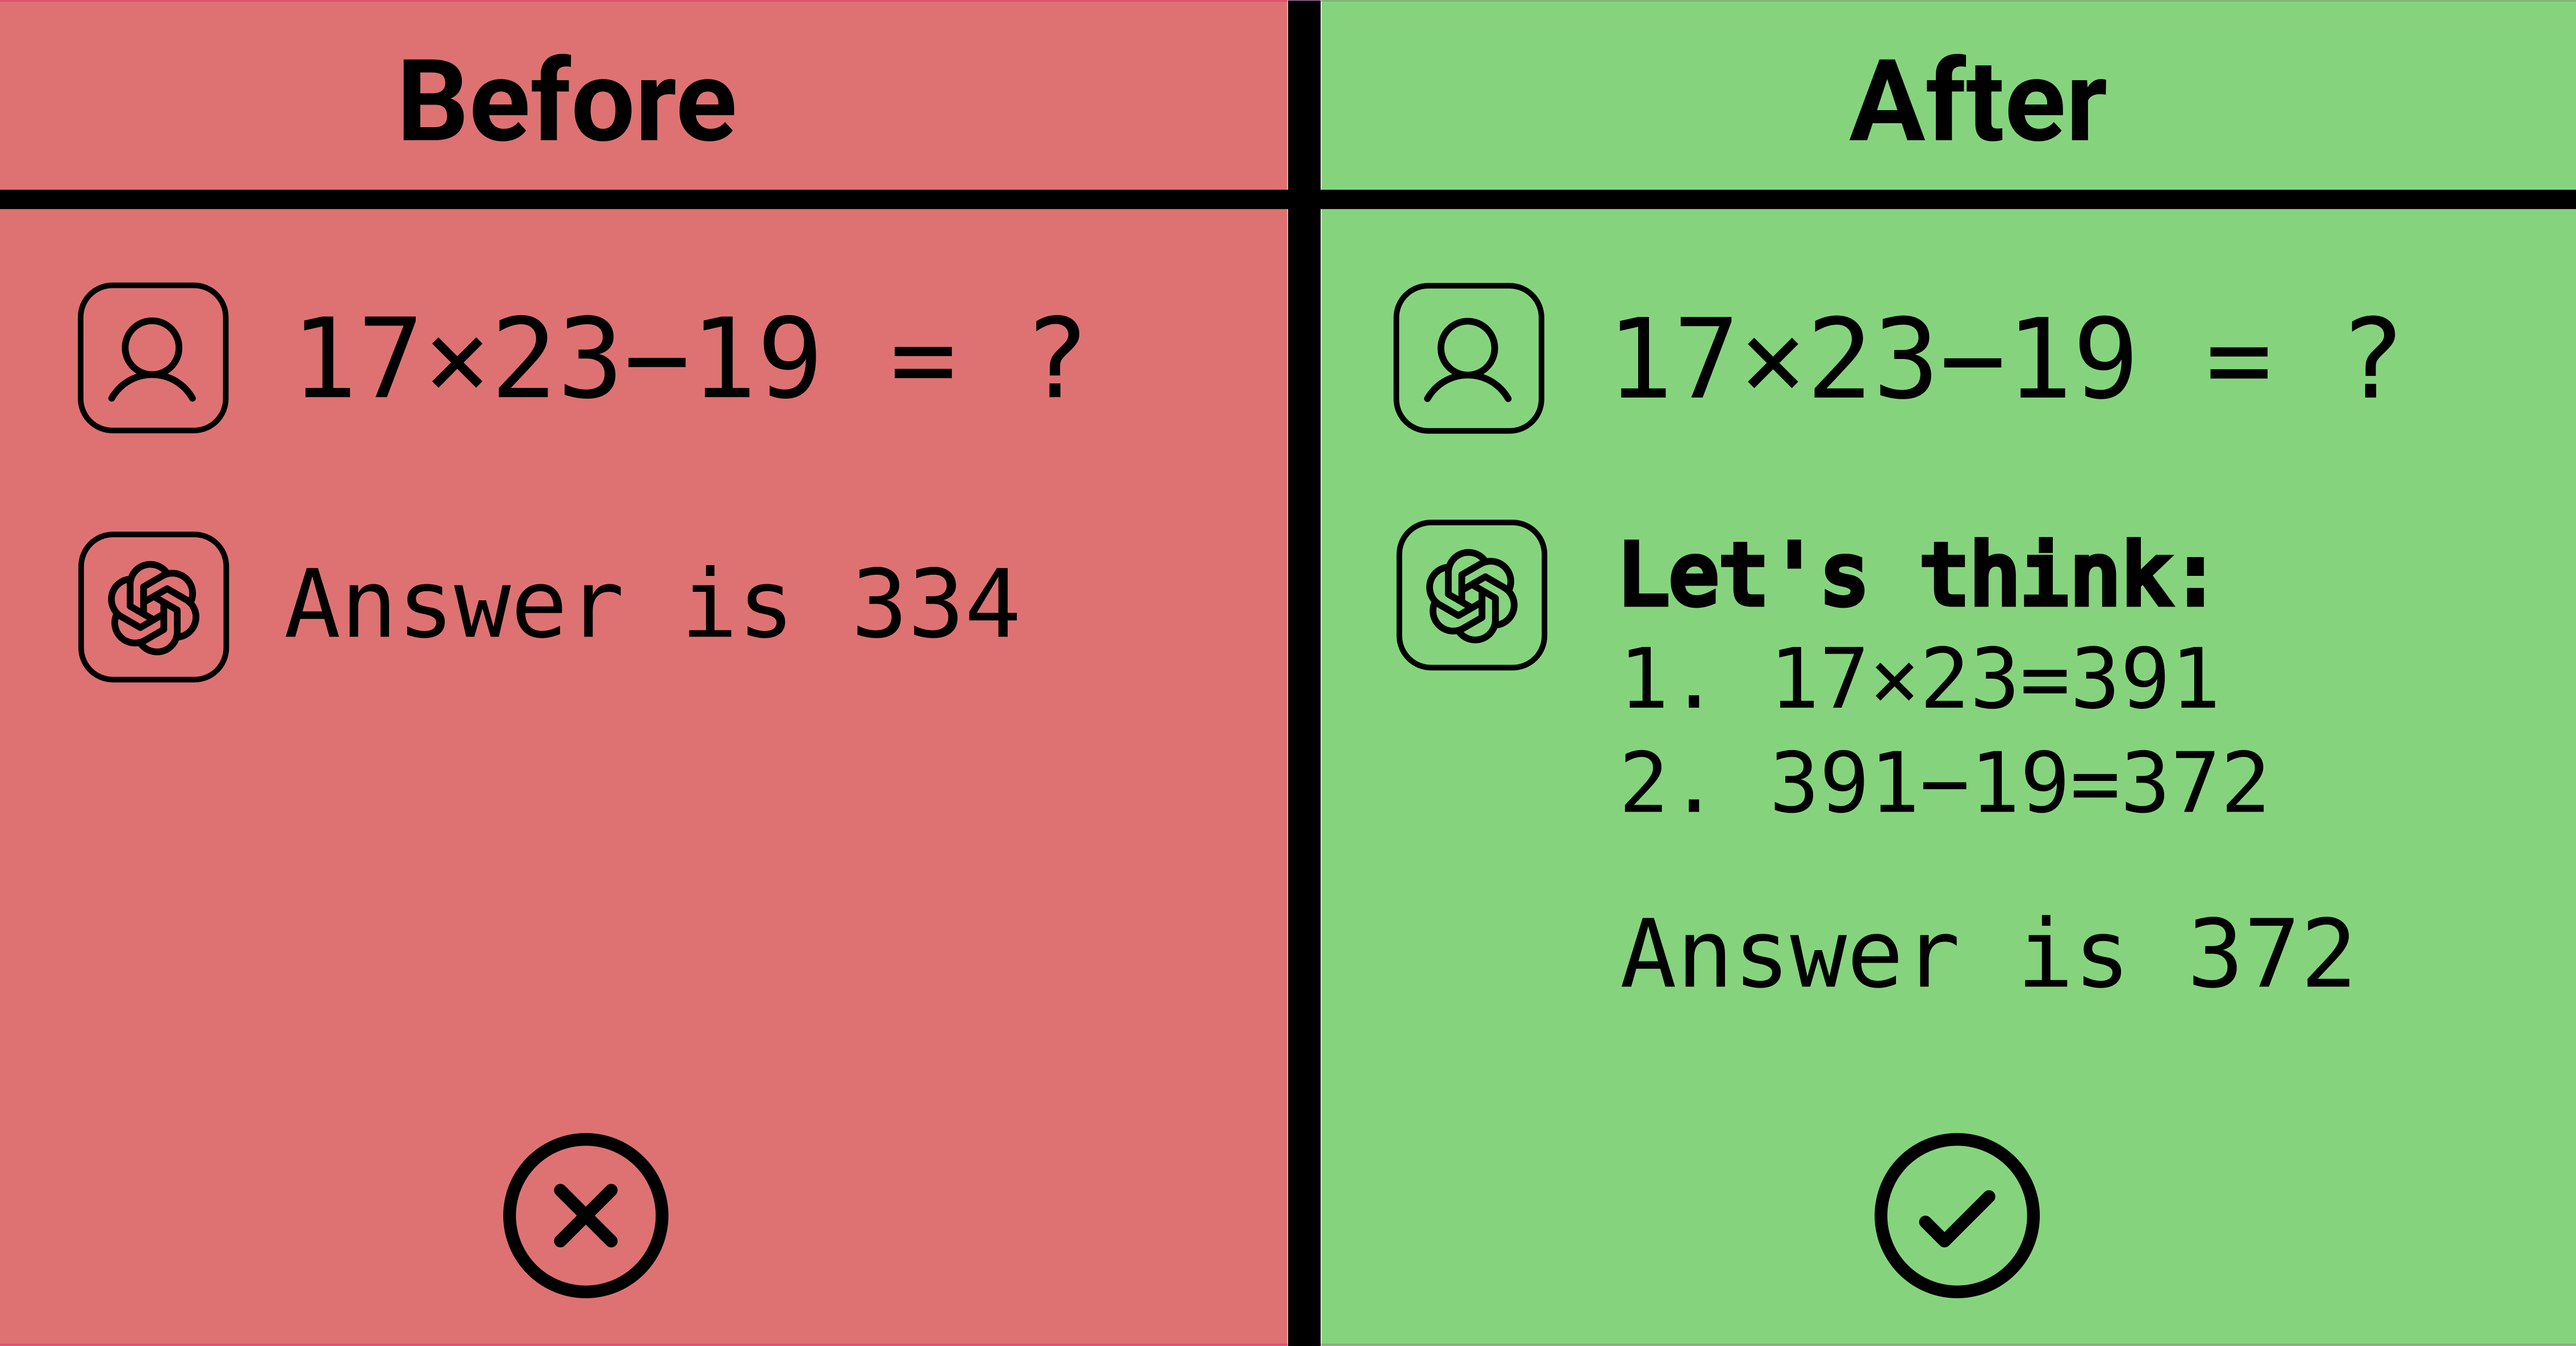 Before
17×23−19 = ?
Answer is 334
After
17×23−19 = ?
Let's think:
1. 17×23=391
2. 391−19=372
Answer is 372